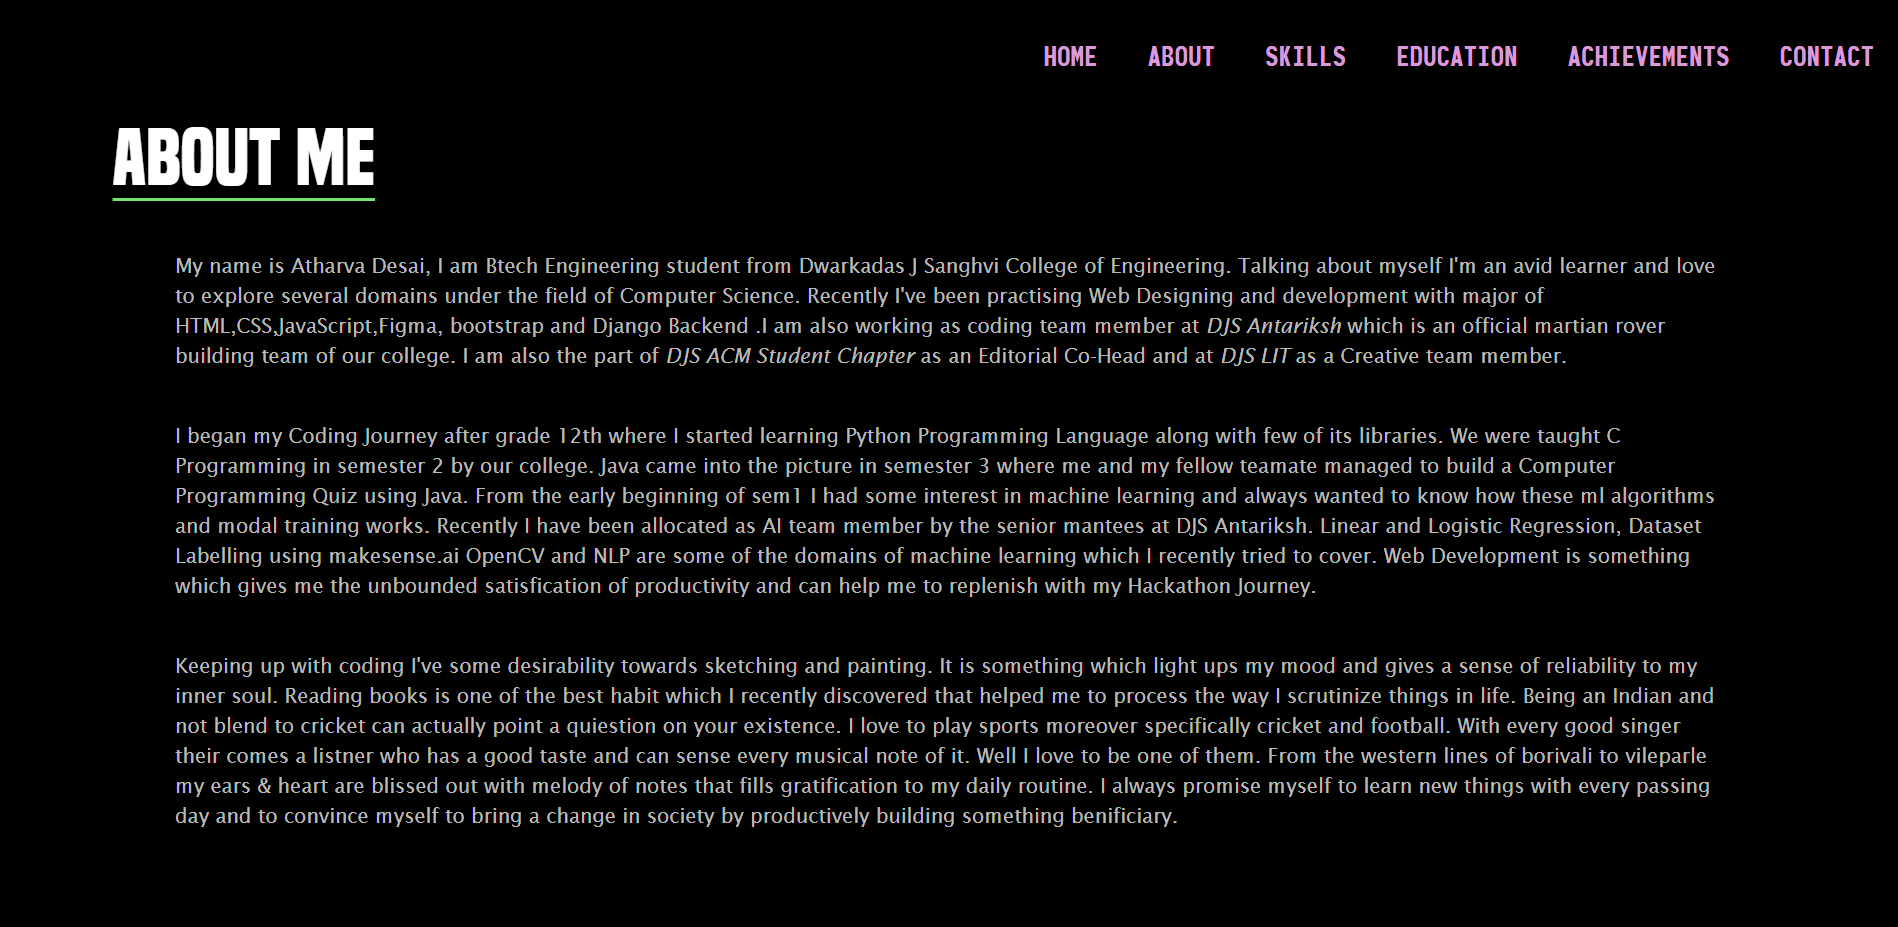 HOME ABOUT SKILLS EDUCATION ACHIEVEMENTS CONTACT
ABOUT ME
My name is Atharva Desai, I am Btech Engineering student from Dwarkadas J Sanghvi College of Engineering. Talking about myself I'm an avid learner and love
to explore several domains under the field of Computer Science. Recently I've been practising Web Designing and development with major of
HTML,CSS,JavaScript,Figma, bootstrap and Django Backend .I am also working as coding team member at DJS Antariksh which is an official martian rover
building team of our college. I am also the part of DJS ACM Student Chapter as an Editorial Co-Head and at DJS LIT as a Creative team member.
I began my Coding Journey after grade 12th where I started learning Python Programming Language along with few of its libraries. We were taught C
Programming in semester 2 by our college. Java came into the picture in semester 3 where me and my fellow teamate managed to build a Computer
Programming Quiz using Java. From the early beginning of sem1 I had some interest in machine learning and always wanted to know how these ml algorithms
and modal training works. Recently I have been allocated as AI team member by the senior mantees at DJS Antariksh. Linear and Logistic Regression, Dataset
Labelling using makesense.ai OpenCV and NLP are some of the domains of machine learning which I recently tried to cover. Web Development is something
which gives me the unbounded satisfication of productivity and can help me to replenish with my Hackathon Journey.
Keeping up with coding I've some desirability towards sketching and painting. It is something which light ups my mood and gives a sense of reliability to my
inner soul. Reading books is one of the best habit which I recently discovered that helped me to process the way I scrutinize things in life. Being an Indian and
not blend to cricket can actually point a quiestion on your existence. I love to play sports moreover specifically cricket and football. With every good singer
their comes a listner who has a good taste and can sense every musical note of it. Well I love to be one of them. From the western lines of borivali to vileparle
my ears & heart are blissed out with melody of notes that fills gratification to my daily routine. I always promise myself to learn new things with every passing
day and to convince myself to bring a change in society by productively building something benificiary.